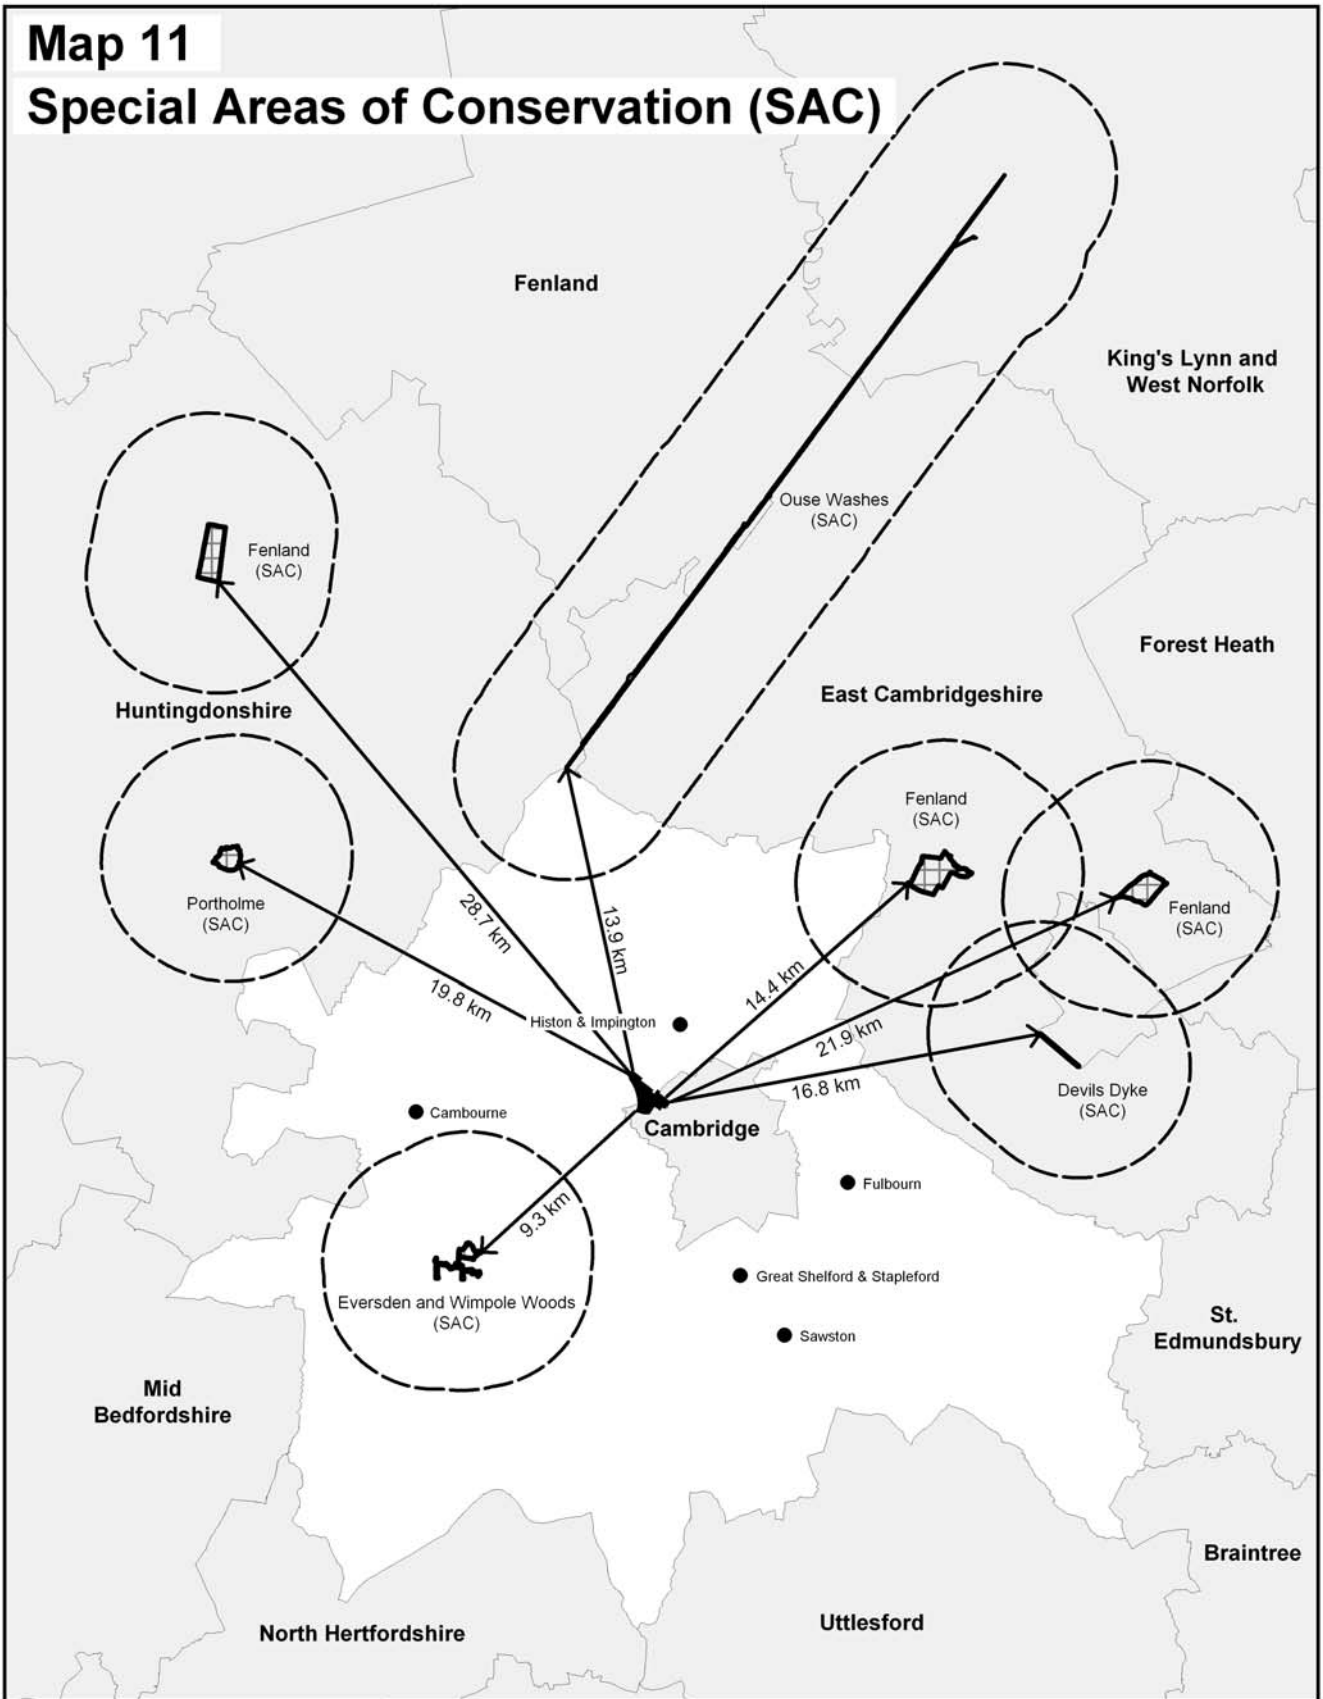 Map 11
Special Areas of Conservation (SAC)
Fenland
King's Lynn and
West Norfolk
Ouse Washes
(SAC)
Fenland
(SAC)
Forest Heath
East Cambridgeshire
Huntingdonshire
Fenland
(SAC)
Portholme
(SAC)
Fenland
(SAC)
28.7 km
13.9 km
14.4 km
19.8 km
Histon & Impington
21.9 km
16.8 km
Devils Dyke
(SAC)
Cambourne
Cambridge
Fulbourn
9.3 km
Great Shelford & Stapleford
Eversden and Wimpole Woods
(SAC)
Sawston
St.
Edmundsbury
Mid
Bedfordshire
Braintree
North Hertfordshire
Uttlesford